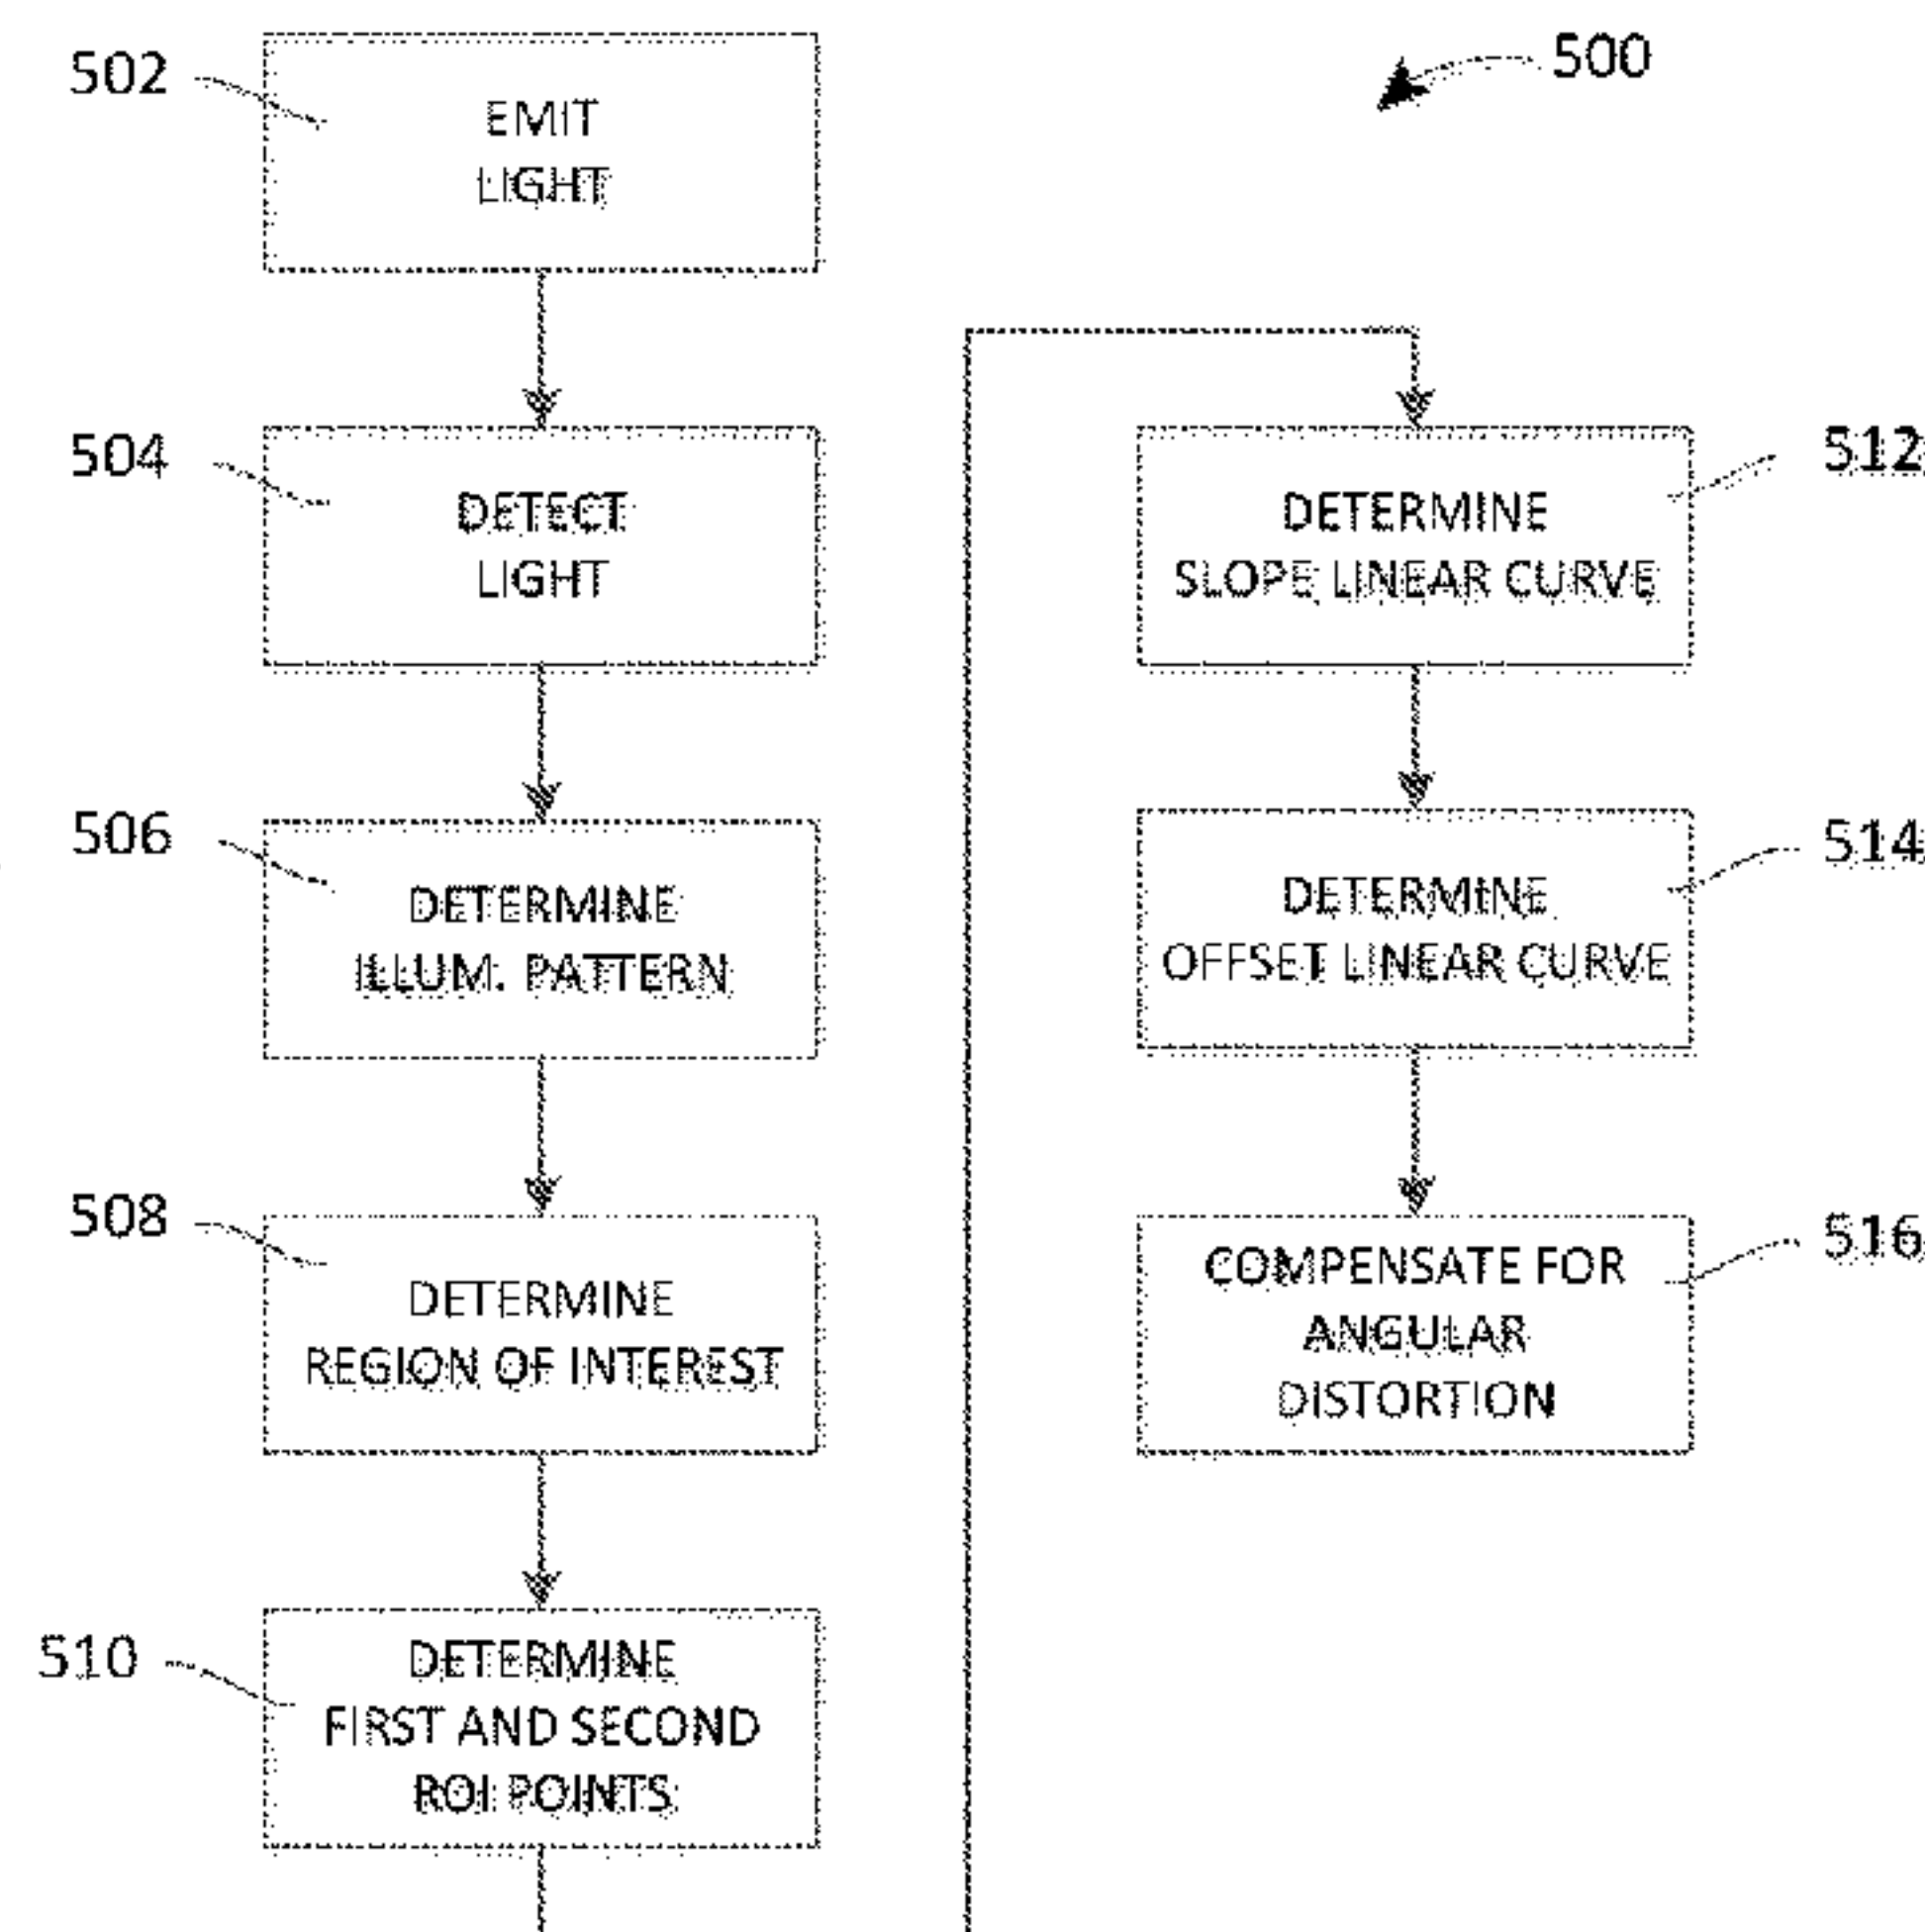 500
502
EMIT
LIGHT
504
DETECT
LIGHT
506
DETERMINE
ILLUM. PATTERN
508
DETERMINE
REGION OF INTEREST
510
DETERMINE
FIRST AND SECOND
ROI POINTS
512
DETERMINE
SLOPE LINEAR CURVE
514
DETERMINE
OFFSET LINEAR CURVE
516
COMPENSATE FOR
ANGULAR
DISTORTION